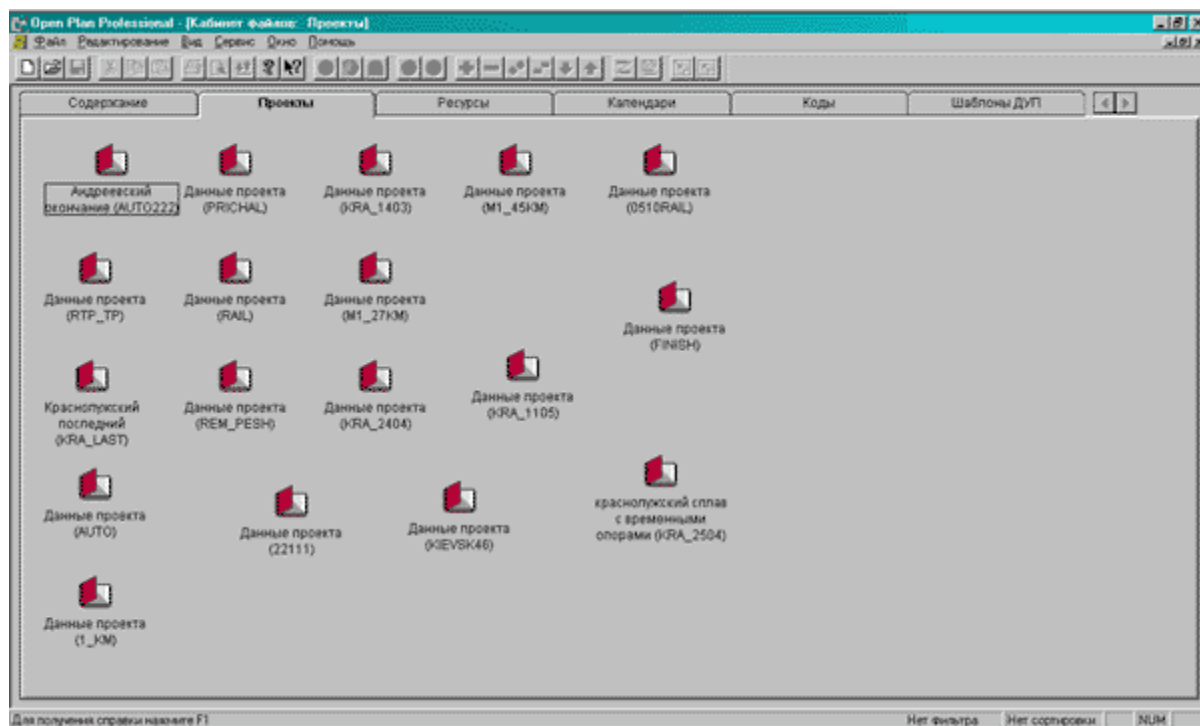 Open Plan Professional - [Кабинет файлов: Проекты]
Файл Редактирование Вид Сервис Окно Помощь
Содержание Проекты Ресурсы Календари Коды Шаблоны ДУП
Андреевский
окончание (AUTO222)
Данные проекта
(PRICHAL)
Данные проекта
(KRA_1403)
Данные проекта
(M1_45KM)
Данные проекта
(0510RAIL)
Данные проекта
(RTP_TP)
Данные проекта
(RAIL)
Данные проекта
(M1_27KM)
Данные проекта
(FINISH)
Краснолужский
последний
(KRA_LAST)
Данные проекта
(REM_PESH)
Данные проекта
(KRA_2404)
Данные проекта
(KRA_1105)
Данные проекта
(AUTO)
Данные проекта
(22111)
Данные проекта
(KIEVSK46)
краснолужский сплав
с временными
опорами (KRA_2504)
Данные проекта
(1_KM)
Для получения справки нажмите F1
Нет фильтра Нет сортировки NUM